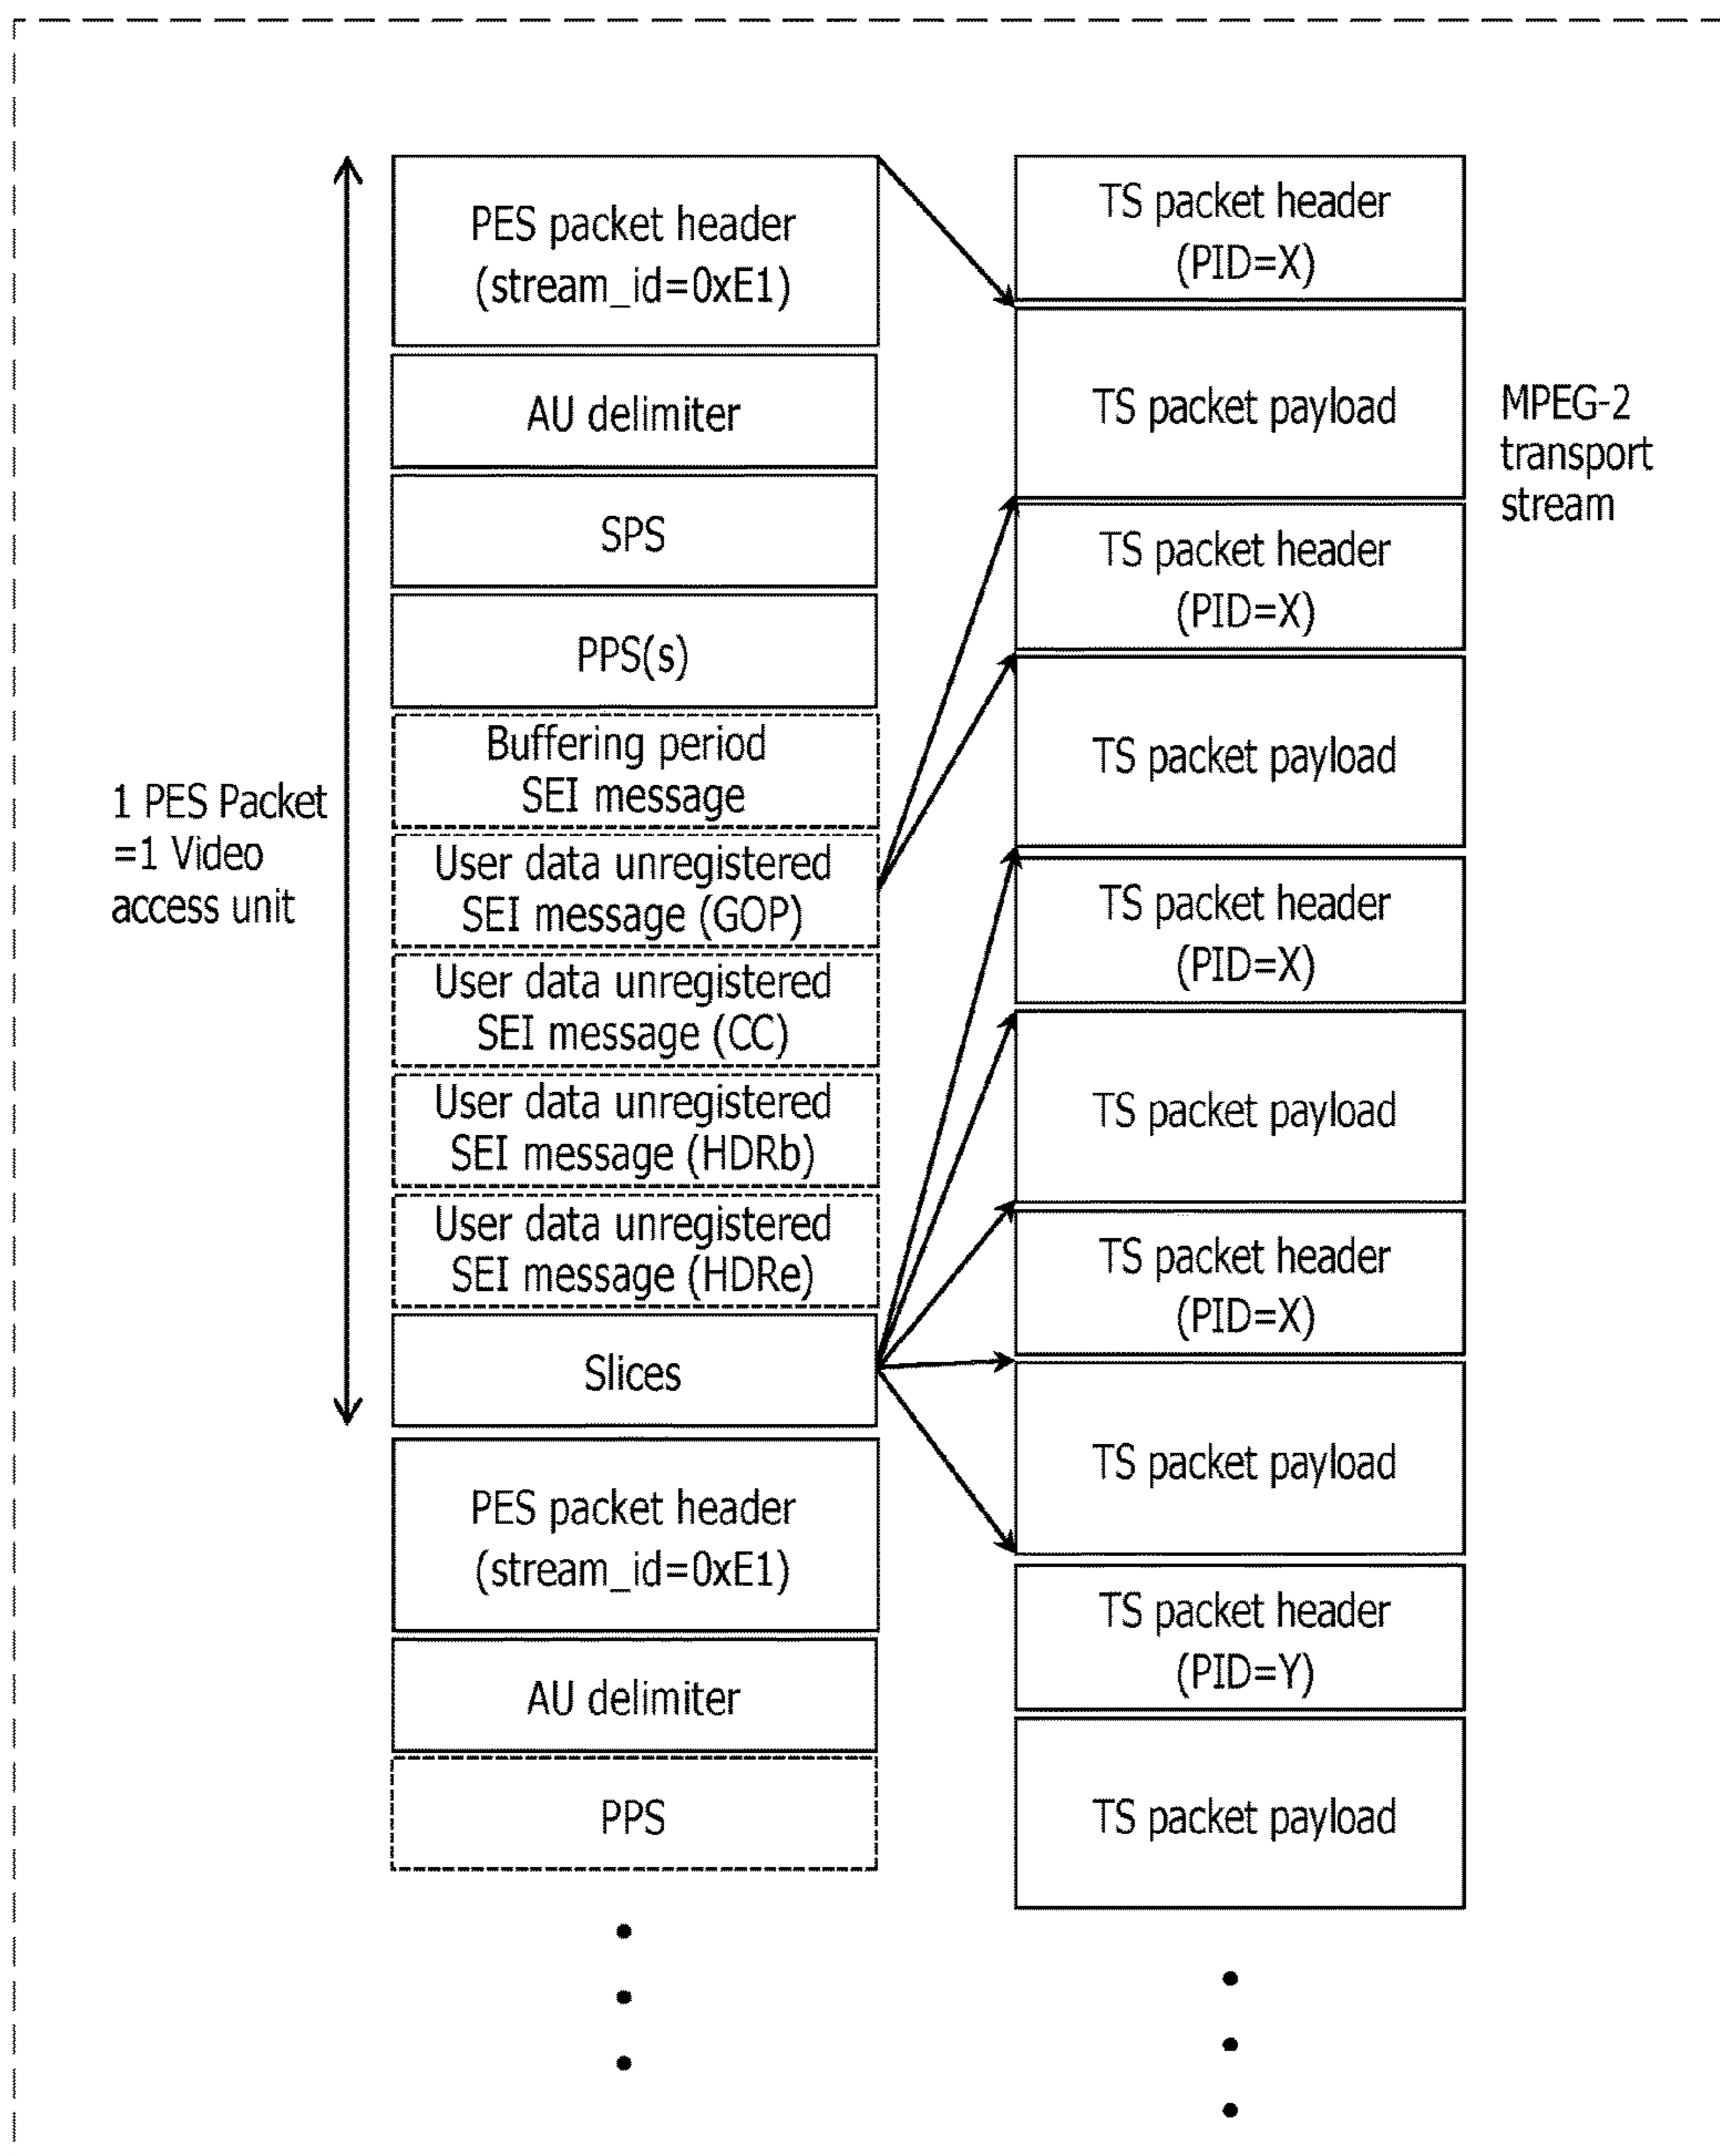 1 PES Packet
=1 Video
access unit
PES packet header
(stream_id=0xE1)
AU delimiter
SPS
PPS(s)
Buffering period
SEI message
User data unregistered
SEI message (GOP)
User data unregistered
SEI message (CC)
User data unregistered
SEI message (HDRb)
User data unregistered
SEI message (HDRe)
Slices
PES packet header
(stream_id=0xE1)
AU delimiter
PPS
TS packet header
(PID=X)
TS packet payload
TS packet header
(PID=X)
TS packet payload
TS packet header
(PID=X)
TS packet payload
TS packet header
(PID=X)
TS packet payload
TS packet header
(PID=Y)
TS packet payload
MPEG-2
transport
stream